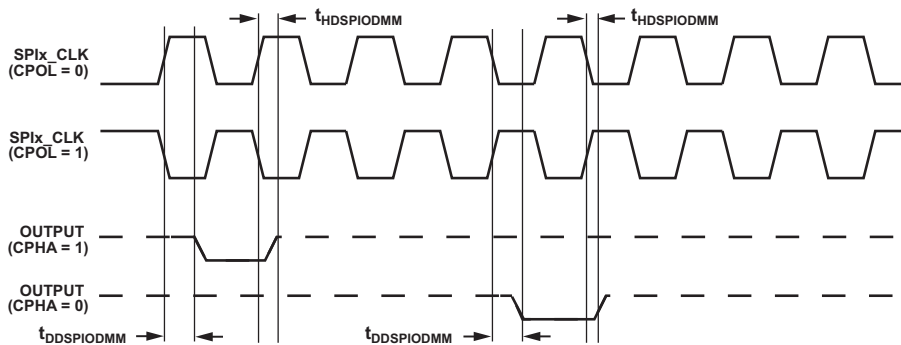 tHDSPIODMM
tHDSPIODMM
SPIx_CLK
(CPOL = 0)
SPIx_CLK
(CPOL = 1)
OUTPUT
(CPHA = 1)
OUTPUT
(CPHA = 0)
tDDSPIODMM
tDDSPIODMM